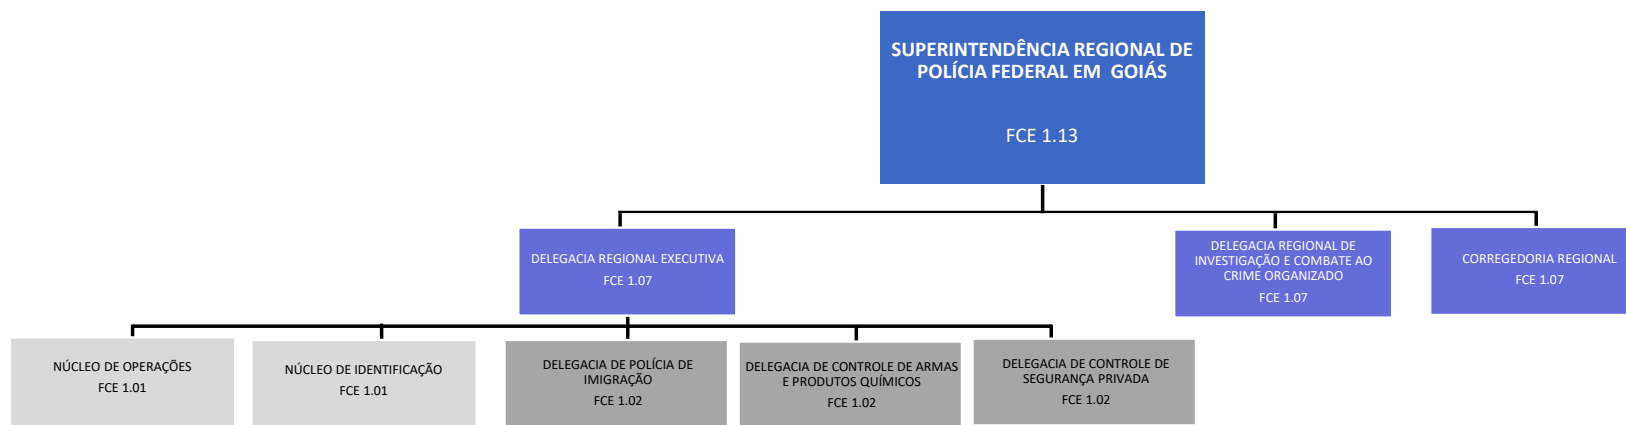 SUPERINTENDÊNCIA REGIONAL DE
POLÍCIA FEDERAL EM  GOIÁS
FCE 1.13
DELEGACIA REGIONAL EXECUTIVA
FCE 1.07
DELEGACIA REGIONAL DE
INVESTIGAÇÃO E COMBATE AO
CRIME ORGANIZADO
FCE 1.07
CORREGEDORIA REGIONAL
FCE 1.07
NÚCLEO DE OPERAÇÕES
FCE 1.01
NÚCLEO DE IDENTIFICAÇÃO
FCE 1.01
DELEGACIA DE POLÍCIA DE
IMIGRAÇÃO
FCE 1.02
DELEGACIA DE CONTROLE DE ARMAS
E PRODUTOS QUÍMICOS
FCE 1.02
DELEGACIA DE CONTROLE DE
SEGURANÇA PRIVADA
FCE 1.02